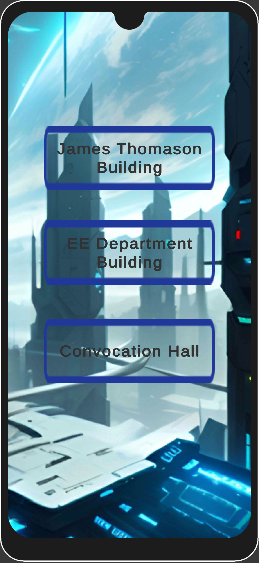 James Thomason
Building
EE Department
Building
Convocation Hall